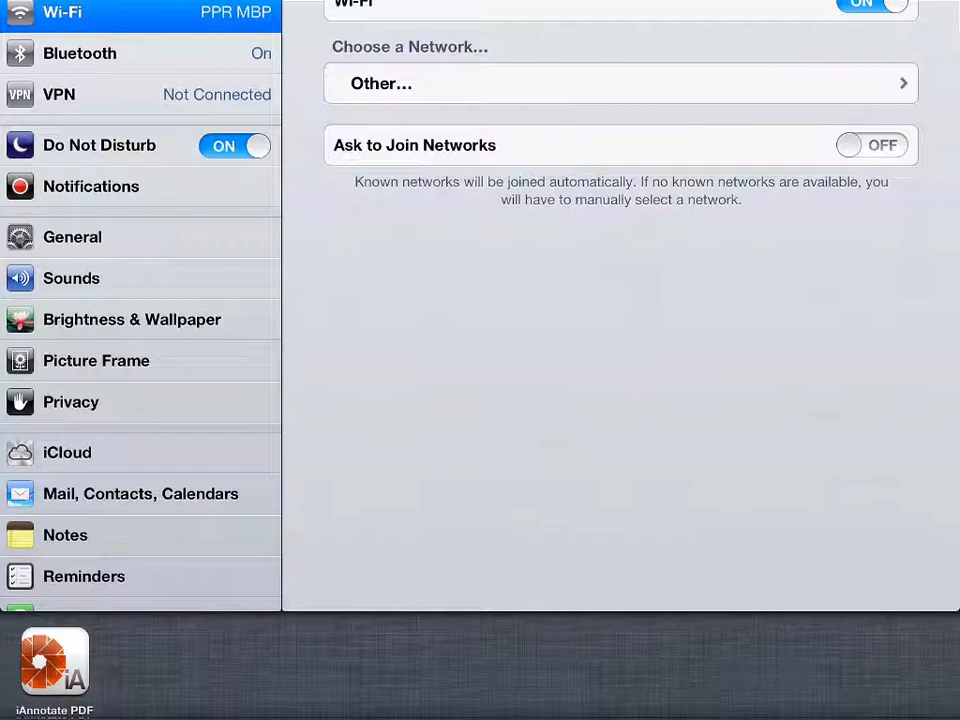 Wi-Fi PPR MBP
Bluetooth On
VPN VPN Not Connected
Do Not Disturb ON
Notifications
General
Sounds
Brightness & Wallpaper
Picture Frame
Privacy
iCloud
Mail, Contacts, Calendars
Notes
Reminders
Wi-Fi ON
Choose a Network...
Other...
Ask to Join Networks OFF
Known networks will be joined automatically. If no known networks are available, you
will have to manually select a network.
iA
iAnnotate PDF